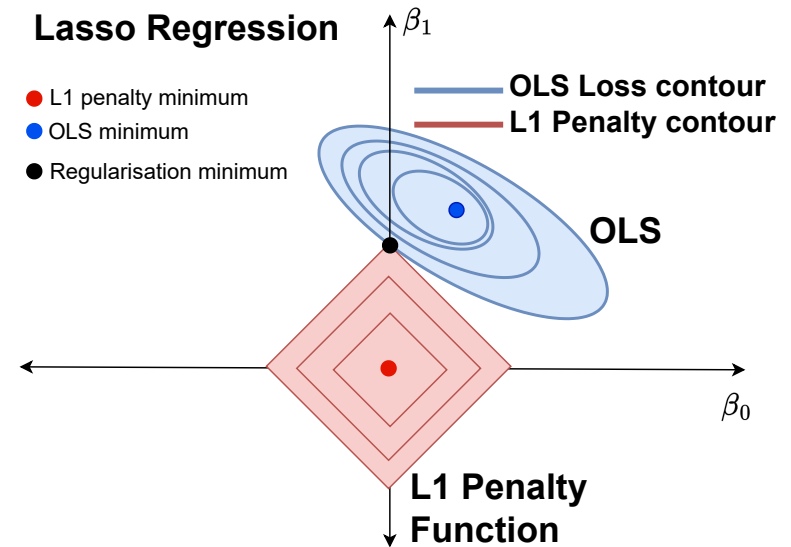 Lasso Regression
β₁
L1 penalty minimum
OLS minimum
Regularisation minimum
OLS Loss contour
L1 Penalty contour
OLS
β₀
L1 Penalty
Function